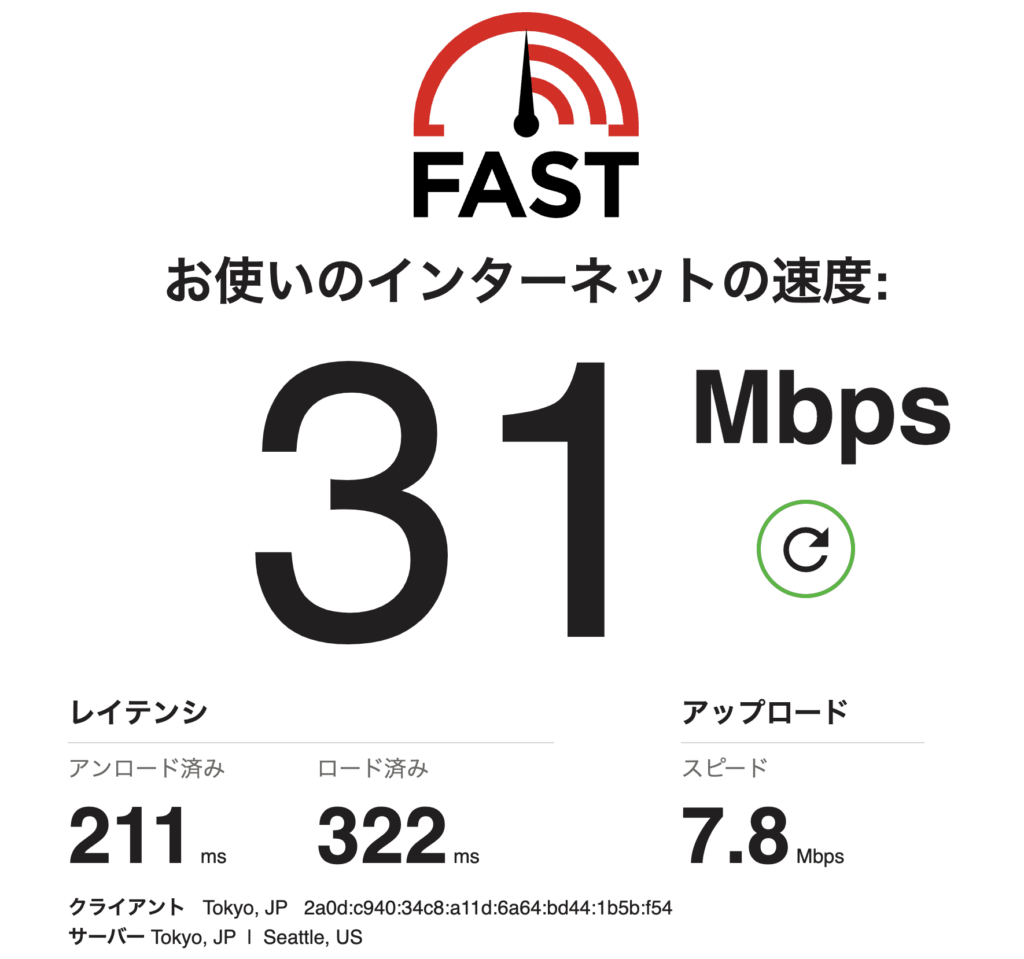 FAST
お使いのインターネットの速度:
31 Mbps
レイテンシ アップロード
アンロード済み ロード済み スピード
211 ms 322 ms 7.8 Mbps
クライアント Tokyo, JP 2a0d:c940:34c8:a11d:6a64:bd44:1b5b:f54
サーバー Tokyo, JP | Seattle, US